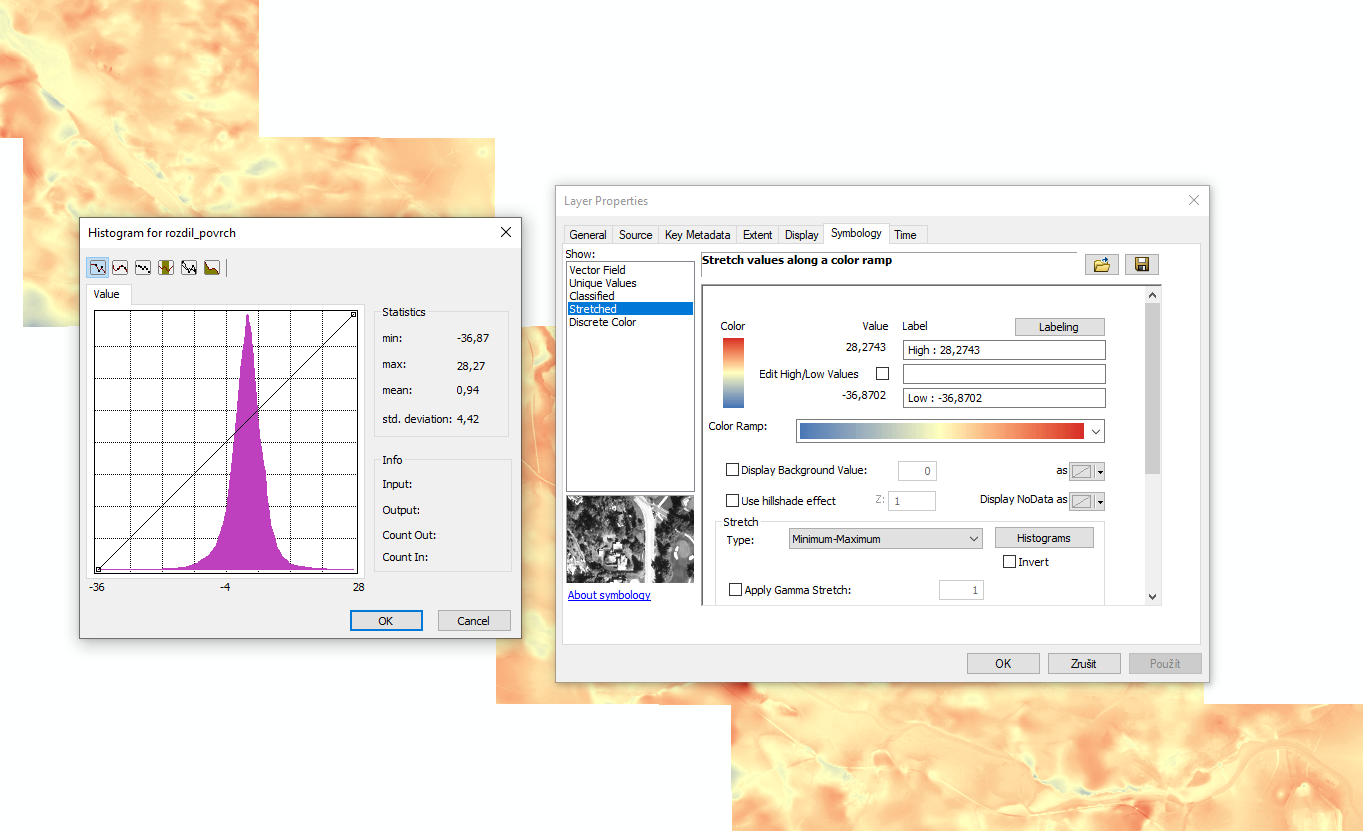 Layer Properties
General Source Key Metadata Extent Display Symbology Time
Show:
Vector Field
Unique Values
Classified
Stretched
Discrete Color
About symbology
Stretch values along a color ramp
Color Value Label Labeling
28,2743 High : 28,2743
Edit High/Low Values
-36,8702 Low : -36,8702
Color Ramp:
Display Background Value: 0 as
Use hillshade effect Z: 1 Display NoData as
Stretch
Type: Minimum-Maximum Histograms
Invert
Apply Gamma Stretch: 1
OK Zrušit Použít
Histogram for rozdil_povrch
Value
-36 -4 28
Statistics
min: -36,87
max: 28,27
mean: 0,94
std. deviation: 4,42
Info
Input:
Output:
Count Out:
Count In:
OK Cancel